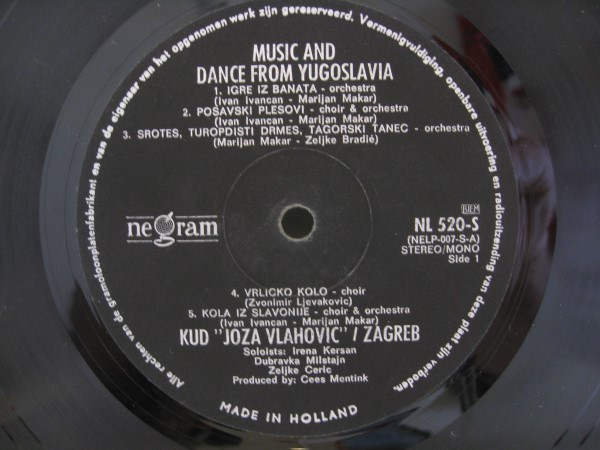 Alle rechten van de grammofoonplatenfabrikant en van de eigenaar van het opgenomen werk zijn gereserveerd. Vermenigvuldiging, openbare uitvoering en radiouitzending van deze plaat zijn verboden.
MUSIC AND
DANCE FROM YUGOSLAVIA
1. IGRE IZ BANATA - orchestra
(Ivan Ivancan - Marijan Makar)
2. POSAVSKI PLESOVI - choir & orchestra
(Ivan Ivancan - Marijan Makar)
3. SROTES, TUROPDISTI DRMES, TAGORSKI TANEC - orchestra
(Marijan Makar - Zeljke Bradić)
negram
BIEM
NL 520-S
(NELP-007-S-A)
STEREO/MONO
Side 1
4. VRLICKO KOLO - choir
(Zvonimir Ljevakovic)
5. KOLA IZ SLAVONIJE - choir & orchestra
(Ivan Ivancan - Marijan Makar)
KUD "JOZA VLAHOVIC" / ZAGREB
Soloists: Irena Kersan
Dubravka Milstajn
Zeljke Ceric
Produced by: Cees Mentink
MADE IN HOLLAND